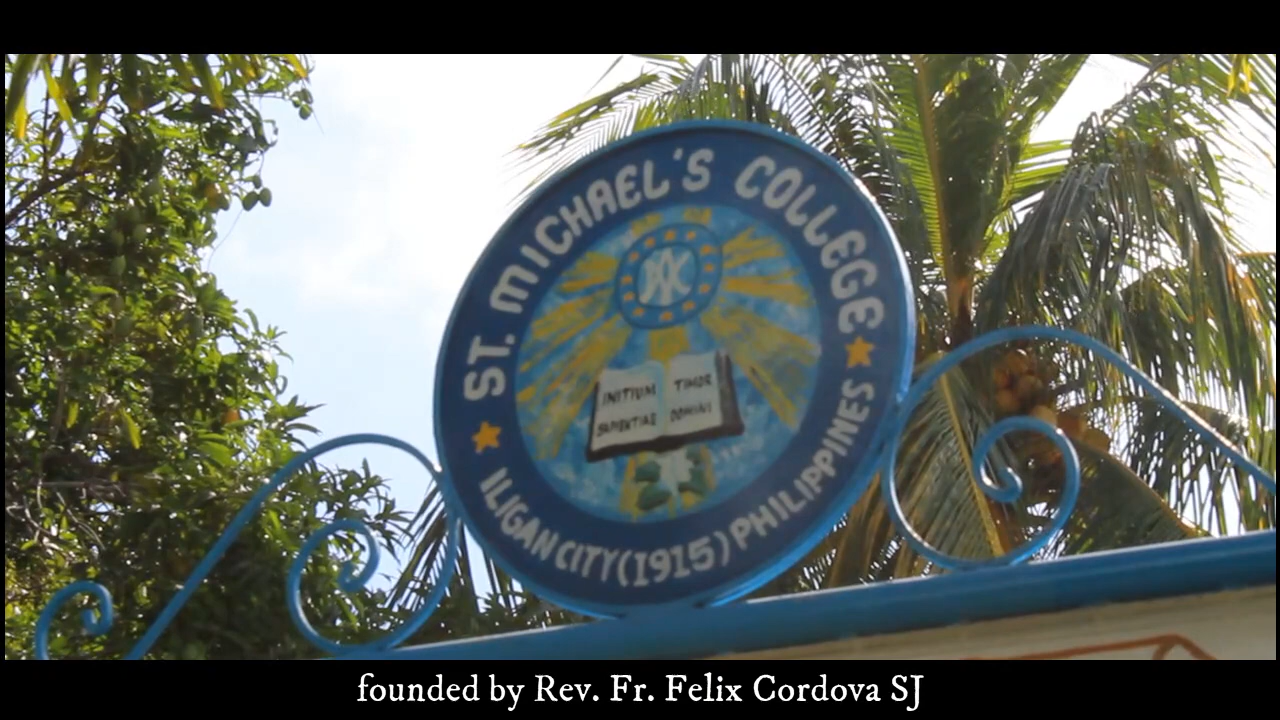 ST. MICHAEL'S COLLEGE
INITIUM
SAPIENTIAE
TIMOR
DOMINI
ILIGAN CITY (1915) PHILIPPINES
founded by Rev. Fr. Felix Cordova SJ